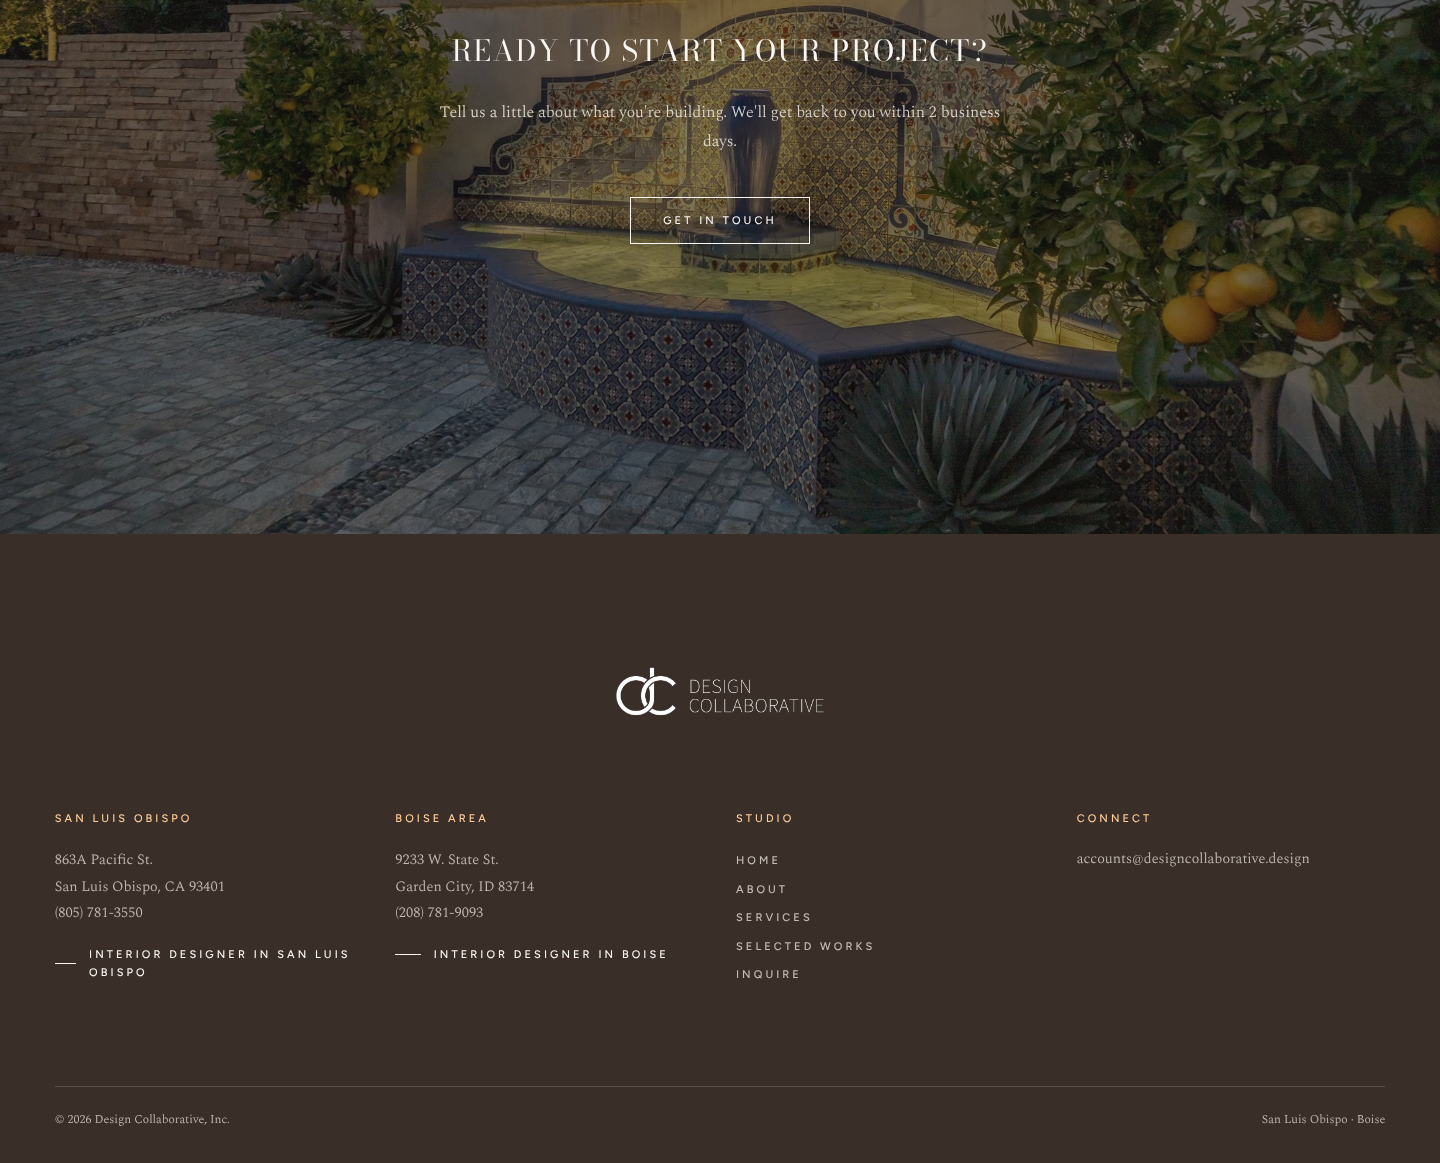 READY TO START YOUR PROJECT?
Tell us a little about what you're building. We'll get back to you within 2 business
days.
GET IN TOUCH
dc DESIGN
COLLABORATIVE
SAN LUIS OBISPO
863A Pacific St.
San Luis Obispo, CA 93401
(805) 781-3550
INTERIOR DESIGNER IN SAN LUIS
OBISPO
BOISE AREA
9233 W. State St.
Garden City, ID 83714
(208) 781-9093
INTERIOR DESIGNER IN BOISE
STUDIO
HOME
ABOUT
SERVICES
SELECTED WORKS
INQUIRE
CONNECT
accounts@designcollaborative.design
© 2026 Design Collaborative, Inc.
San Luis Obispo · Boise